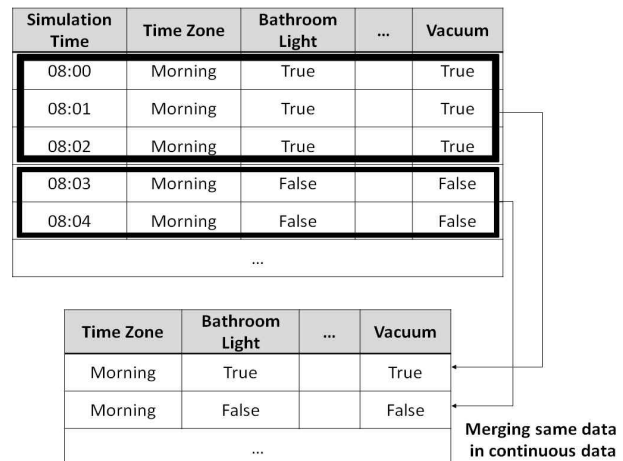 Simulation Time | Time Zone | Bathroom Light | ... | Vacuum
08:00 | Morning | True | | True
08:01 | Morning | True | | True
08:02 | Morning | True | | True
08:03 | Morning | False | | False
08:04 | Morning | False | | False
...
Time Zone | Bathroom Light | ... | Vacuum
Morning | True | | True
Morning | False | | False
...
Merging same data
in continuous data